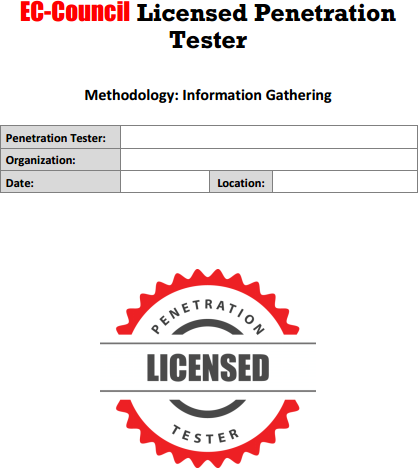 EC-Council Licensed Penetration
Tester
Methodology: Information Gathering
Penetration Tester:
Organization:
Date:
Location:
PENETRATION
LICENSED
TESTER